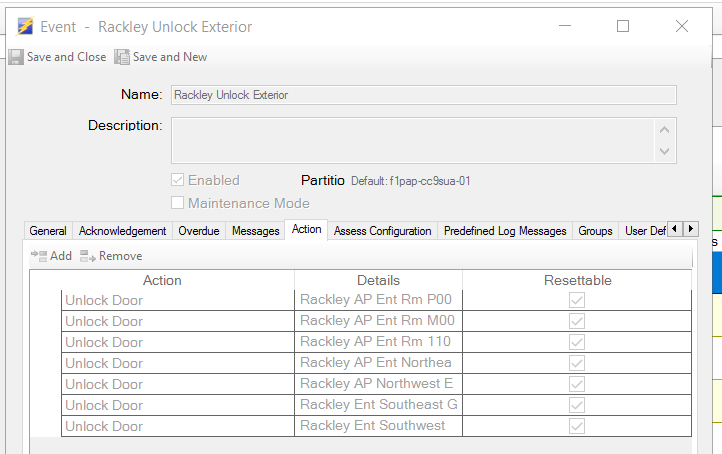 Event - Rackley Unlock Exterior
Save and Close Save and New
Name: Rackley Unlock Exterior
Description:
Enabled Partitio Default: f1pap-cc9sua-01
Maintenance Mode
General Acknowledgement Overdue Messages Action Assess Configuration Predefined Log Messages Groups User Def
s
Add Remove
Action Details Resettable
Unlock Door Rackley AP Ent Rm P00
Unlock Door Rackley AP Ent Rm M00
Unlock Door Rackley AP Ent Rm 110
Unlock Door Rackley AP Ent Northea
Unlock Door Rackley AP Northwest E
Unlock Door Rackley Ent Southeast G
Unlock Door Rackley Ent Southwest